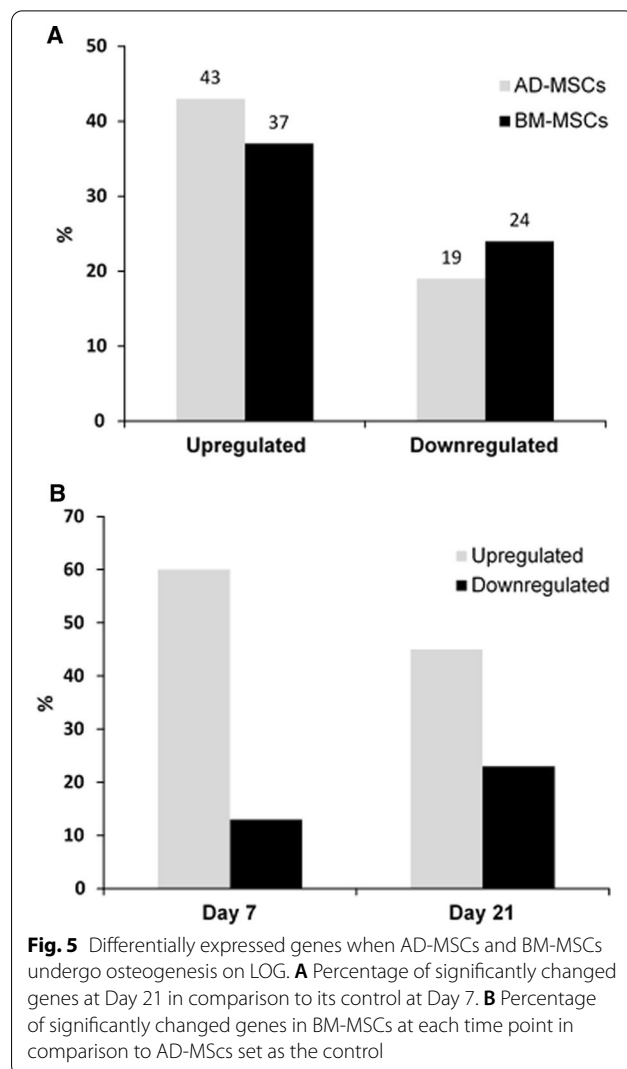 A
50
40
30
20
10
0
%
43
37
19
24
AD-MSCs
BM-MSCs
Upregulated
Downregulated
B
70
60
50
40
30
20
10
0
%
Upregulated
Downregulated
Day 7
Day 21
Fig. 5 Differentially expressed genes when AD-MSCs and BM-MSCs
undergo osteogenesis on LOG. A Percentage of significantly changed
genes at Day 21 in comparison to its control at Day 7. B Percentage
of significantly changed genes in BM-MSCs at each time point in
comparison to AD-MScs set as the control